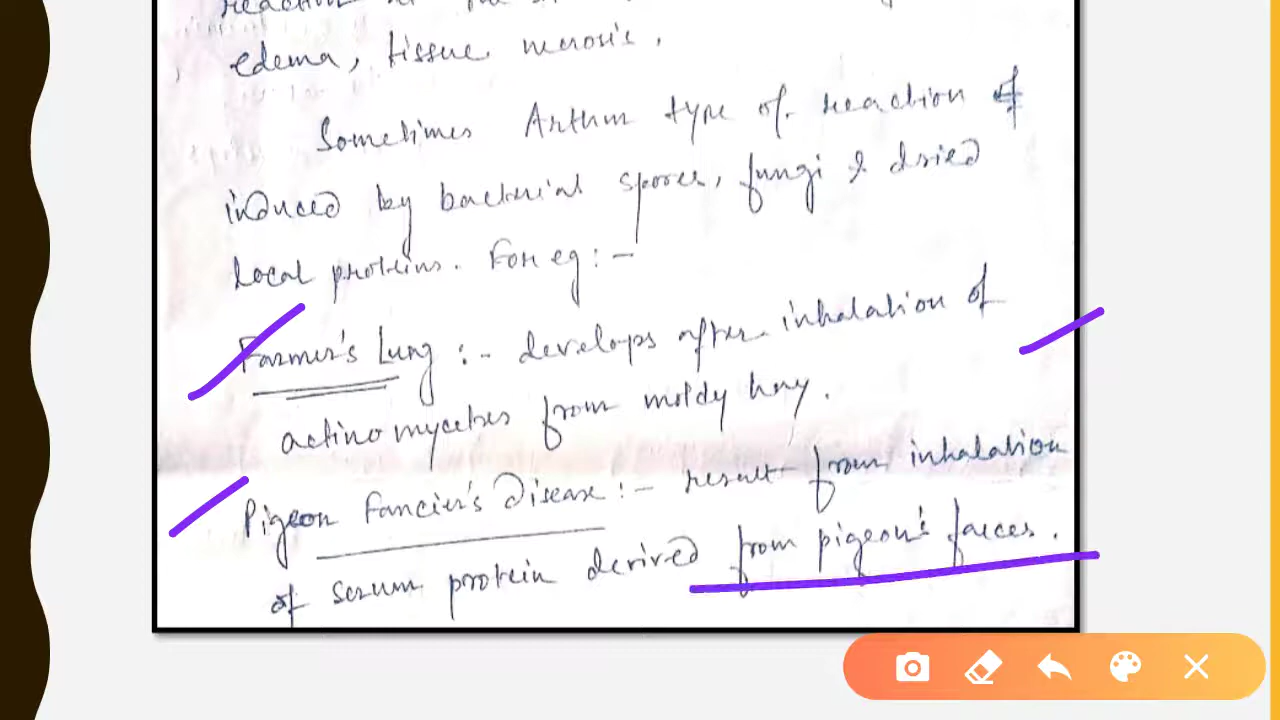 edema, tissue necrosis.
Sometimes Arthus type of reaction of
induced by bacterial spores, fungi & dried
local proteins. For eg :-
Farmer's Lung :- develops after inhalation of
actinomycetes from moldy hay.
Pigeon Fancier's Disease :- result from inhalation
of serum protein derived from pigeon's faeces.